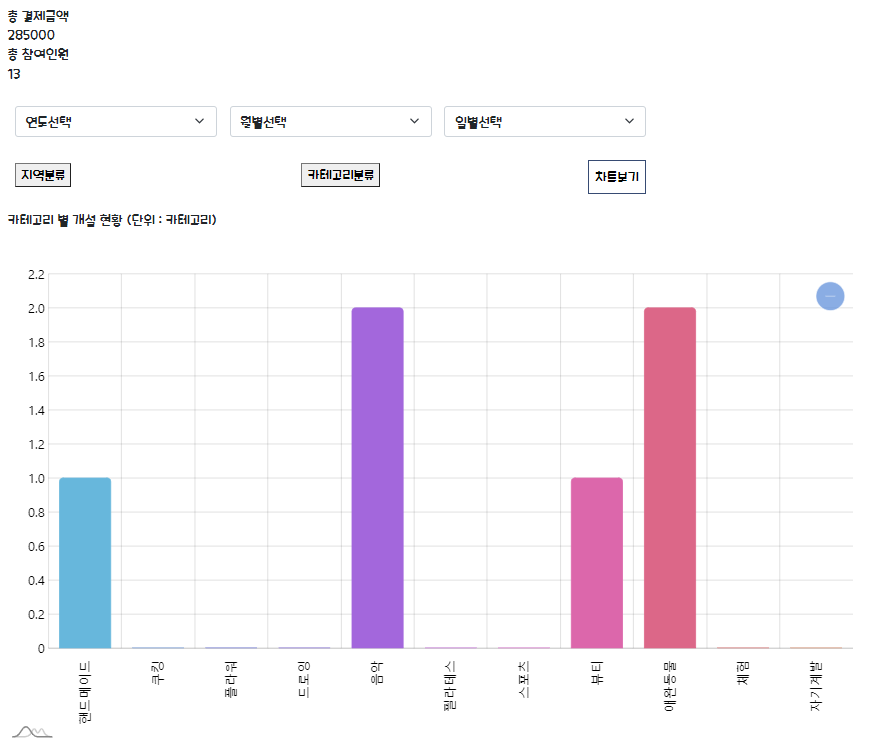 총 결제금액
285000
총 참여인원
13
연도선택
월별선택
일별선택
지역분류
카테고리분류
차트보기
카테고리 별 개설 현황 (단위 : 카테고리)
2.2
2.0
1.8
1.6
1.4
1.2
1.0
0.8
0.6
0.4
0.2
0
핸드메이드
쿠킹
플라워
드로잉
음악
필라테스
스포츠
뷰티
애완동물
체험
자기계발